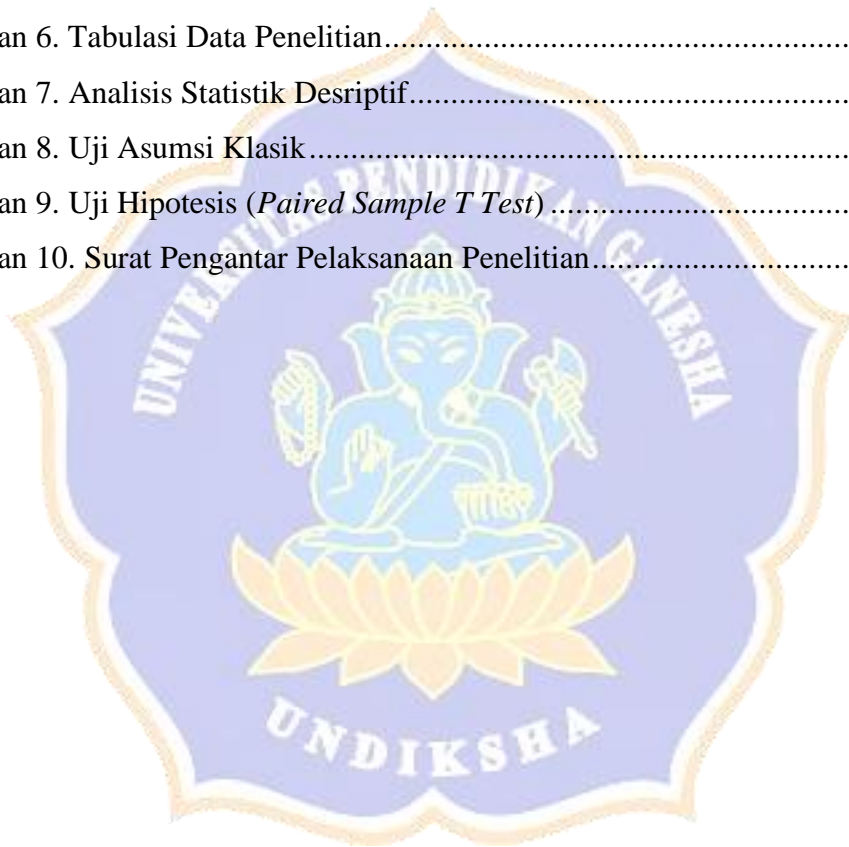 an 6. Tabulasi Data Penelitian
an 7. Analisis Statistik Desriptif
an 8. Uji Asumsi Klasik
an 9. Uji Hipotesis (Paired Sample T Test)
an 10. Surat Pengantar Pelaksanaan Penelitian
UNIVERSITAS PENDIDIKAN GANESHA
UNDIKSHA